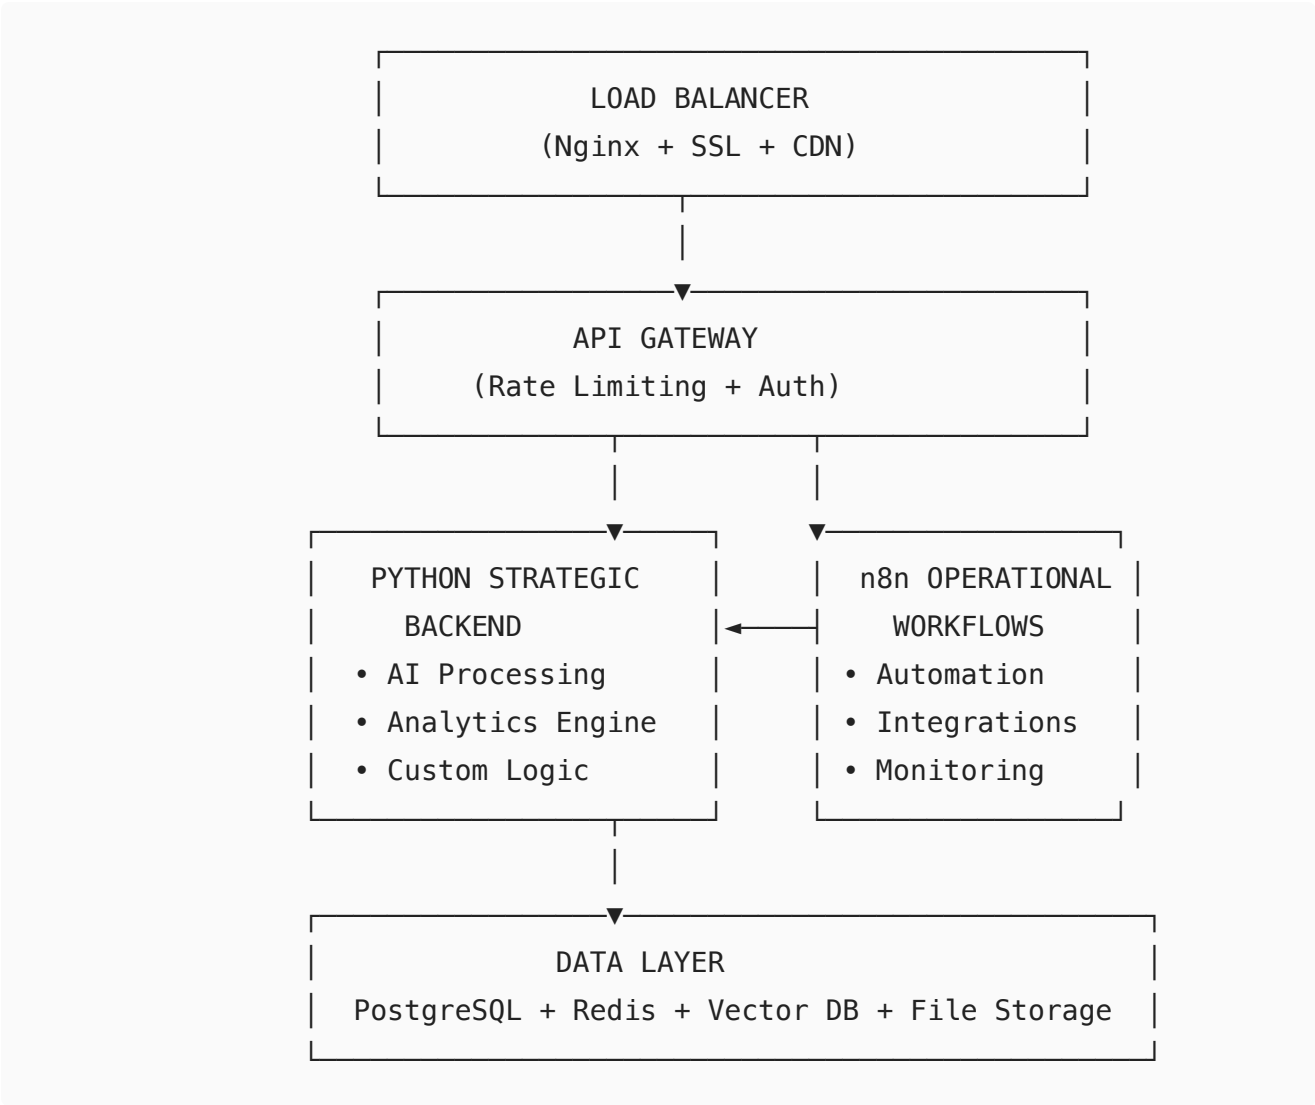 LOAD BALANCER
(Nginx + SSL + CDN)
API GATEWAY
(Rate Limiting + Auth)
PYTHON STRATEGIC
BACKEND
• AI Processing
• Analytics Engine
• Custom Logic
n8n OPERATIONAL
WORKFLOWS
• Automation
• Integrations
• Monitoring
DATA LAYER
PostgreSQL + Redis + Vector DB + File Storage